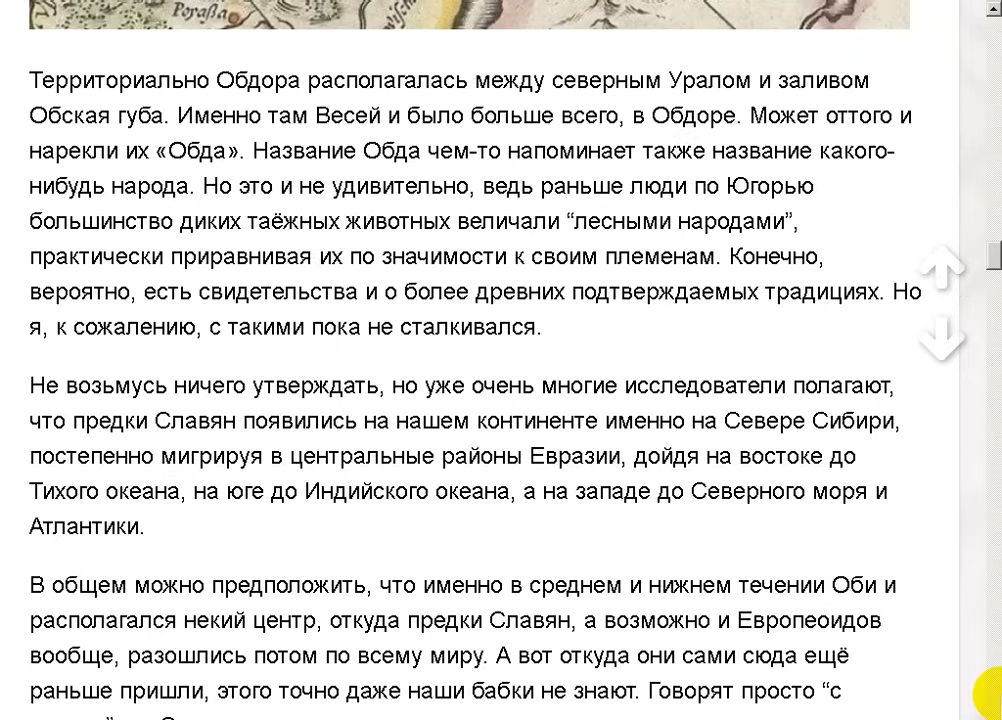 Poyaßa
Территориально Обдора располагалась между северным Уралом и заливом
Обская губа. Именно там Весей и было больше всего, в Обдоре. Может оттого и
нарекли их «Обда». Название Обда чем-то напоминает также название какого-
нибудь народа. Но это и не удивительно, ведь раньше люди по Югорью
большинство диких таёжных животных величали “лесными народами”,
практически приравнивая их по значимости к своим племенам. Конечно,
вероятно, есть свидетельства и о более древних подтверждаемых традициях. Но
я, к сожалению, с такими пока не сталкивался.
Не возьмусь ничего утверждать, но уже очень многие исследователи полагают,
что предки Славян появились на нашем континенте именно на Севере Сибири,
постепенно мигрируя в центральные районы Евразии, дойдя на востоке до
Тихого океана, на юге до Индийского океана, а на западе до Северного моря и
Атлантики.
В общем можно предположить, что именно в среднем и нижнем течении Оби и
располагался некий центр, откуда предки Славян, а возможно и Европеоидов
вообще, разошлись потом по всему миру. А вот откуда они сами сюда ещё
раньше пришли, этого точно даже наши бабки не знают. Говорят просто “с